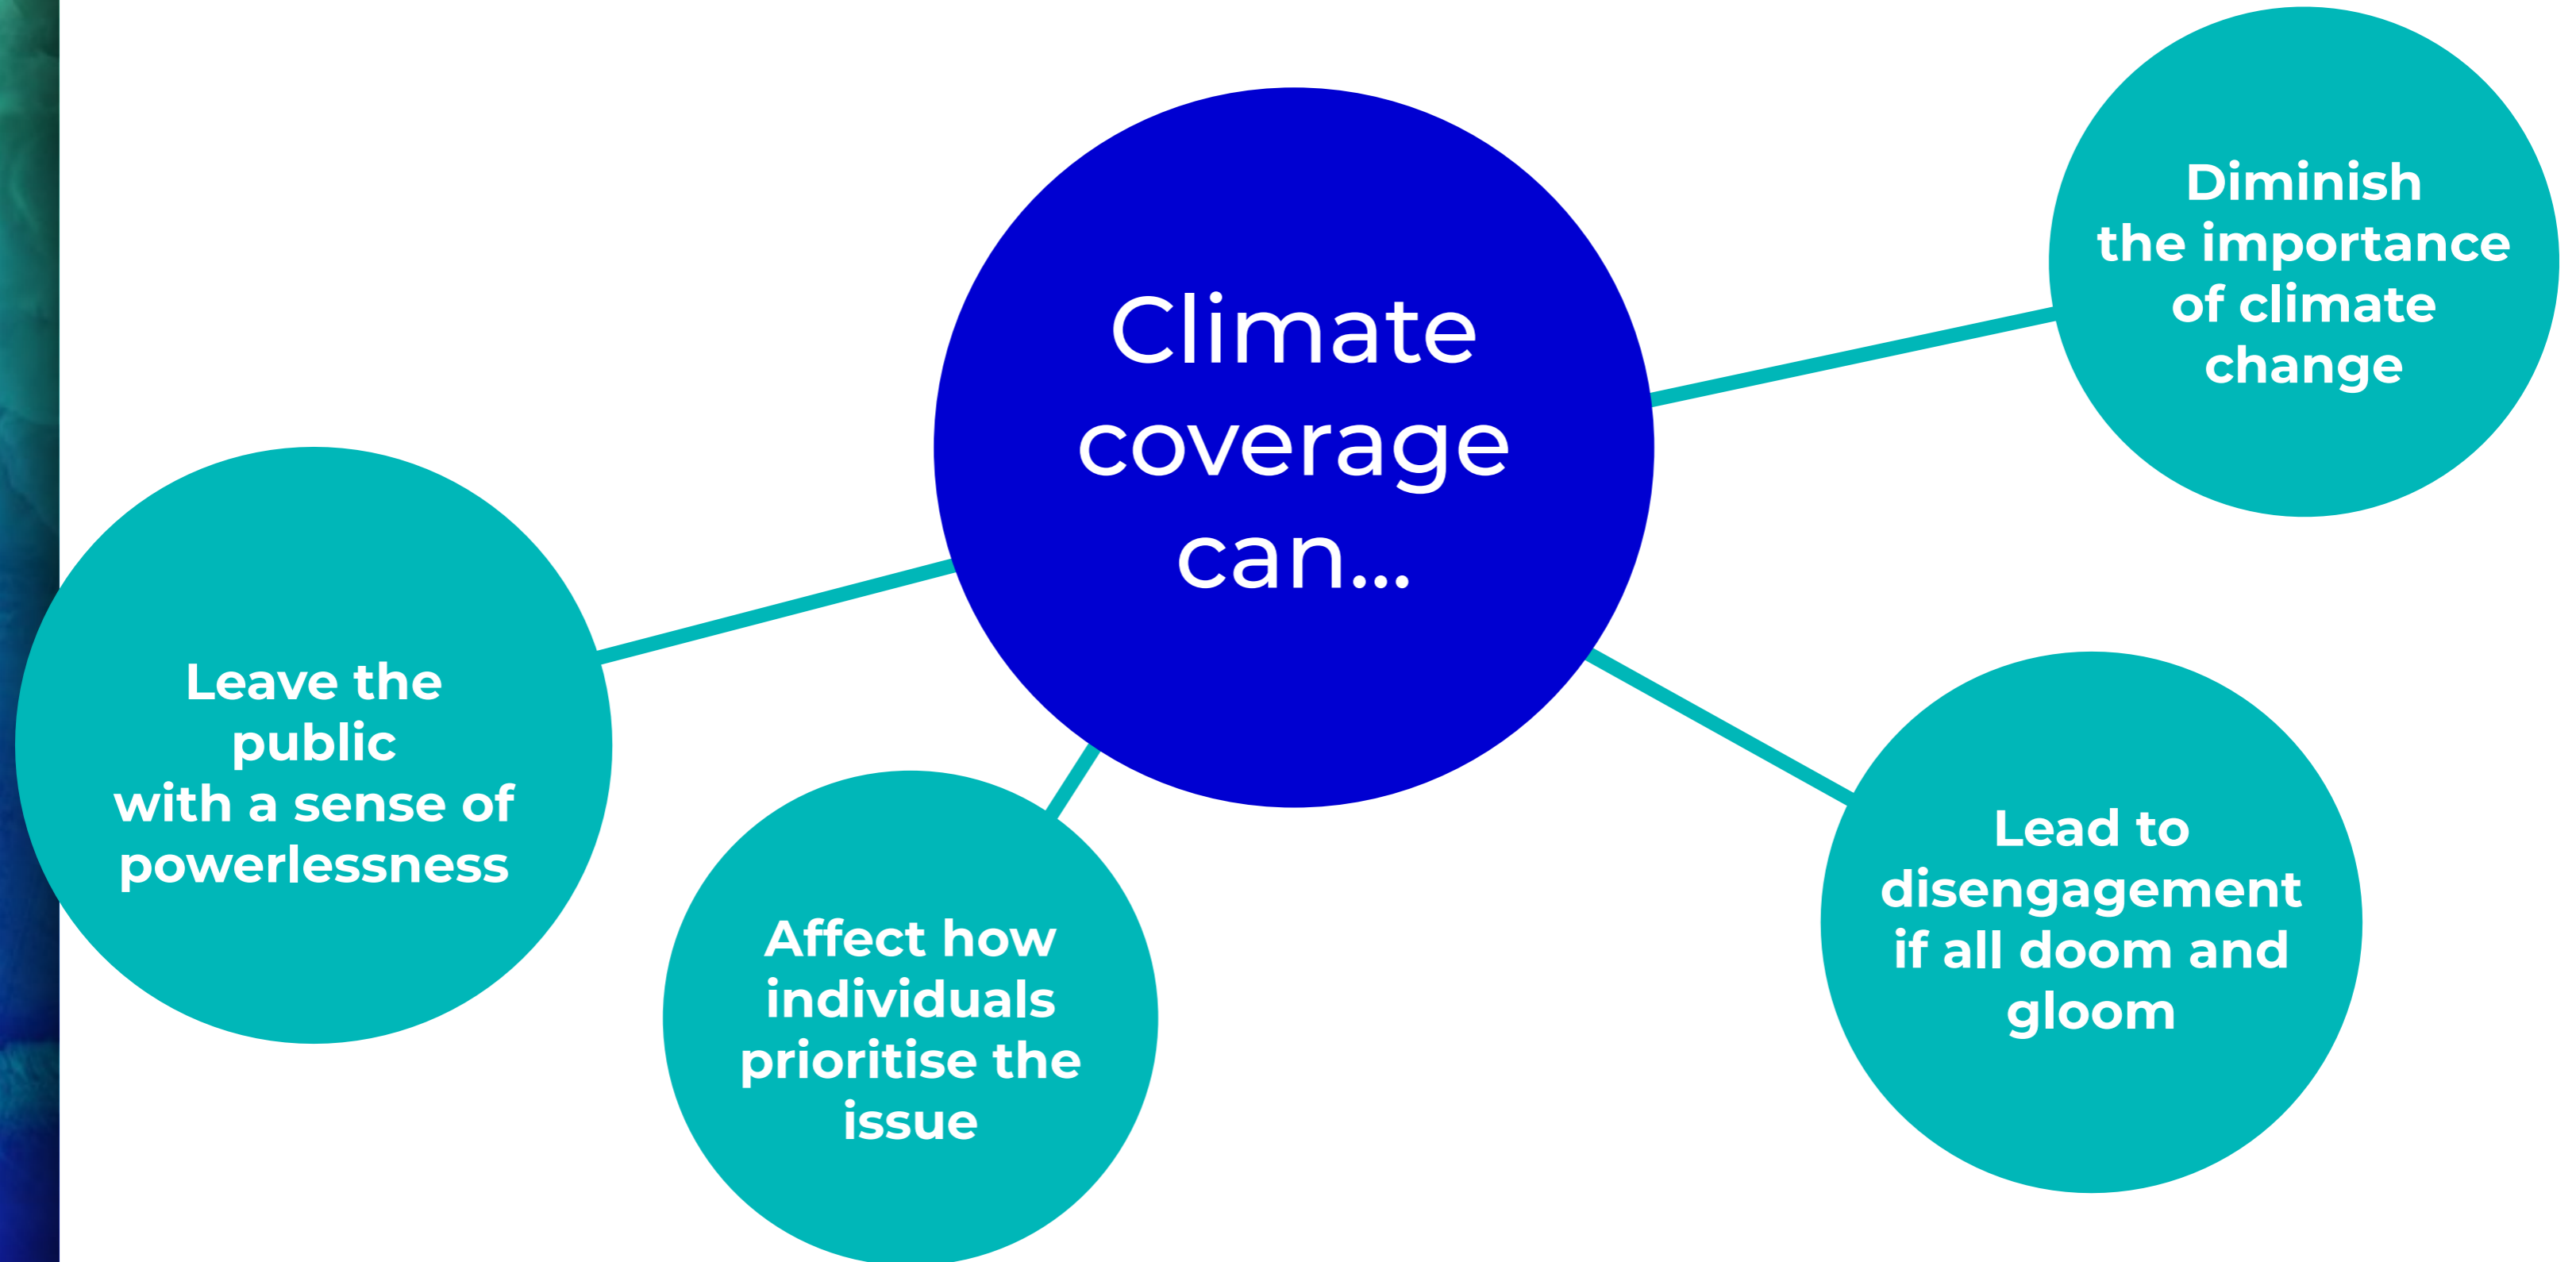 Climate
coverage
can...
Diminish
the importance
of climate
change
Leave the
public
with a sense of
powerlessness
Affect how
individuals
prioritise the
issue
Lead to
disengagement
if all doom and
gloom